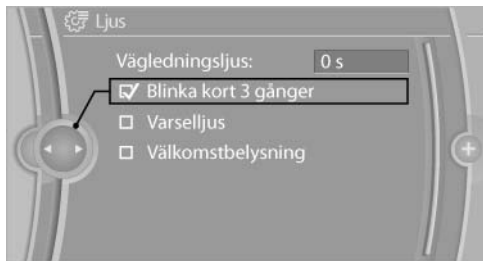 Ljus
Vägledningsljus: 0 s
Blinka kort 3 gånger
Varselljus
Välkomstbelysning